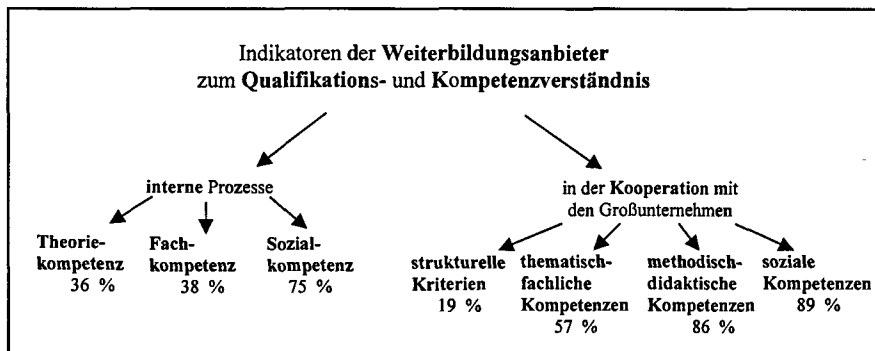 Indikatoren der Weiterbildungsanbieter
zum Qualifikations- und Kompetenzverständnis
interne Prozesse
Theorie-
kompetenz
36 %
Fach-
kompetenz
38 %
Sozial-
kompetenz
75 %
in der Kooperation mit
den Großunternehmen
strukturelle
Kriterien
19 %
thematisch-
fachliche
Kompetenzen
57 %
methodisch-
didaktische
Kompetenzen
86 %
soziale
Kompetenzen
89 %